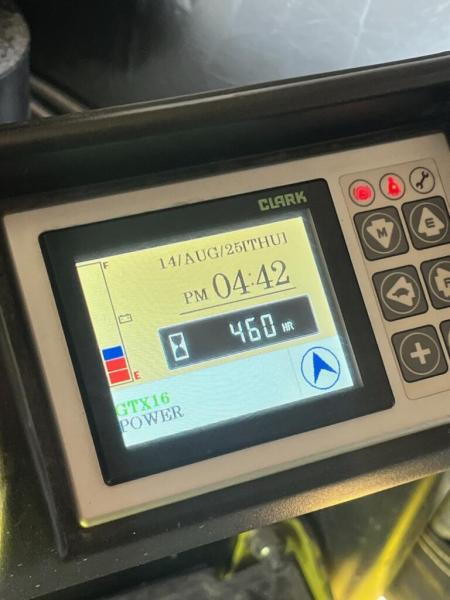 CLARK
F
14/AUG/25[THU]
PM 04:42
460 HR
E
GTX16
POWER
M
E